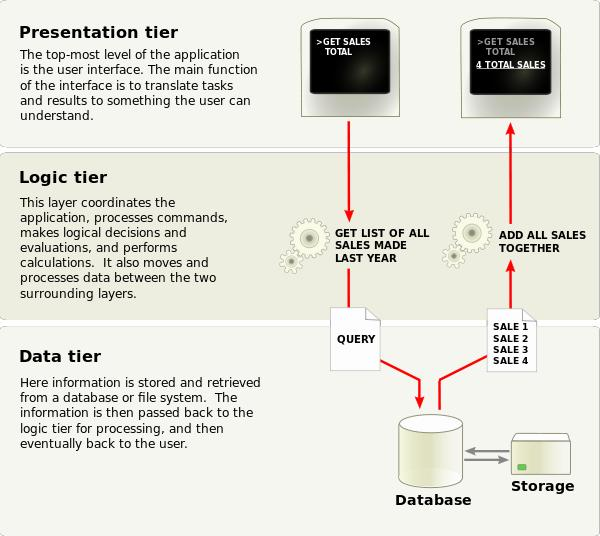 Presentation tier
The top-most level of the application
is the user interface. The main function
of the interface is to translate tasks
and results to something the user can
understand.
>GET SALES
TOTAL
>GET SALES
TOTAL
4 TOTAL SALES
Logic tier
This layer coordinates the
application, processes commands,
makes logical decisions and
evaluations, and performs
calculations.  It also moves and
processes data between the two
surrounding layers.
GET LIST OF ALL
SALES MADE
LAST YEAR
ADD ALL SALES
TOGETHER
QUERY
SALE 1
SALE 2
SALE 3
SALE 4
Data tier
Here information is stored and retrieved
from a database or file system.  The
information is then passed back to the
logic tier for processing, and then
eventually back to the user.
Database
Storage